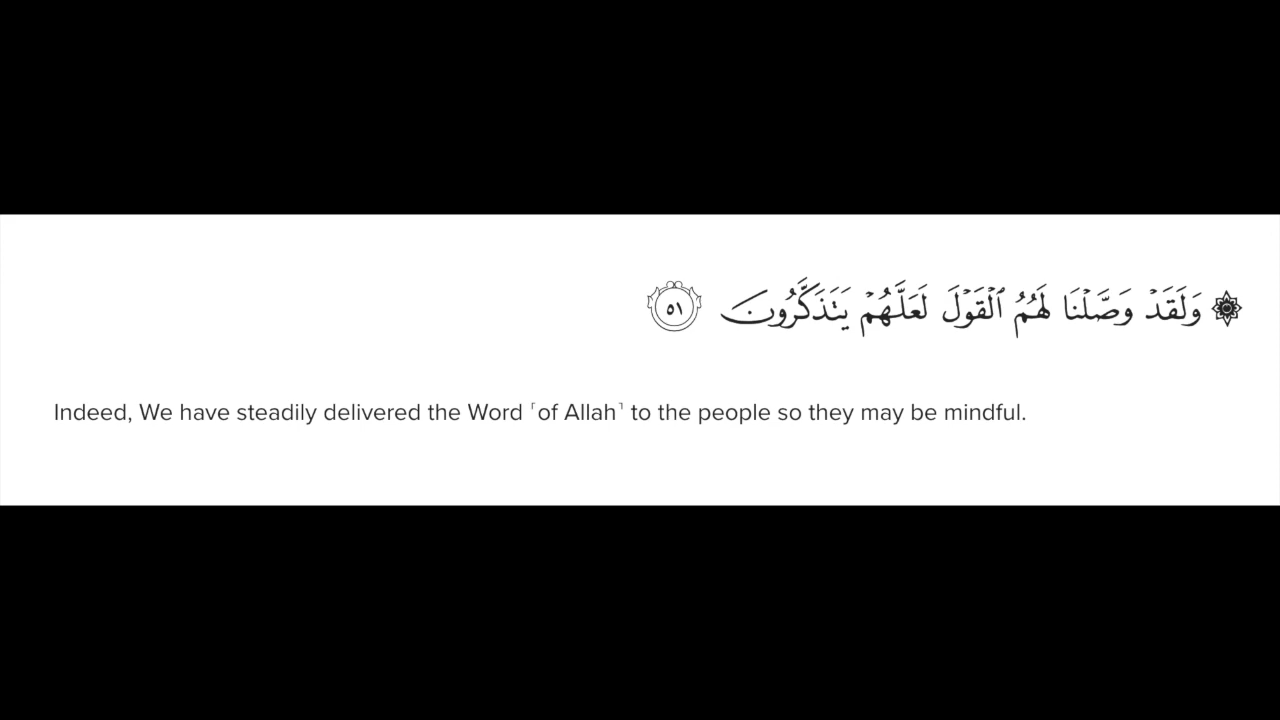 ۞ وَلَقَدْ وَصَّلْنَا لَهُمُ ٱلْقَوْلَ لَعَلَّهُمْ يَتَذَكَّرُونَ ٥١
Indeed, We have steadily delivered the Word ˹of Allah˺ to the people so they may be mindful.